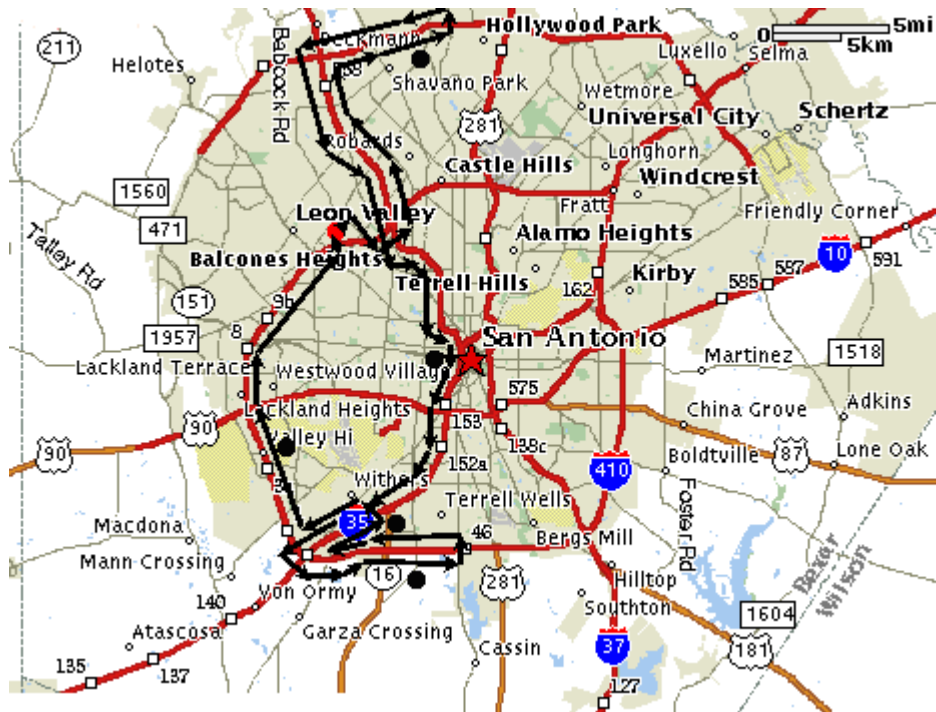 Hollywood Park
5mi
0
5km
211
Babcock Rd
Luxello
Selma
Helotes
Shavano Park
Wetmore
281
Universal City
Schertz
Robards
Longhorn
Castle Hills
Windcrest
1560
Fratt
Leon Valley
Friendly Corner
471
Alamo Heights
Talley Rd
Balcones Heights
10
591
Kirby
587
Terrell Hills
585
162
151
9b
1957
8
San Antonio
Lackland Terrace
Martinez
1518
Westwood Villag
575
Adkins
Lackland Heights
China Grove
153
90
90
Valley Hi
138c
87
Lone Oak
152a
Boldtville
410
3
Withers
Terrell Wells
Foster Rd
Macdona
35
46
Bergs Mill
Mann Crossing
Bexar
Wilson
16
281
Hilltop
Von Ormy
Southton
1604
140
Garza Crossing
Atascosa
Cassin
37
181
135
137
127